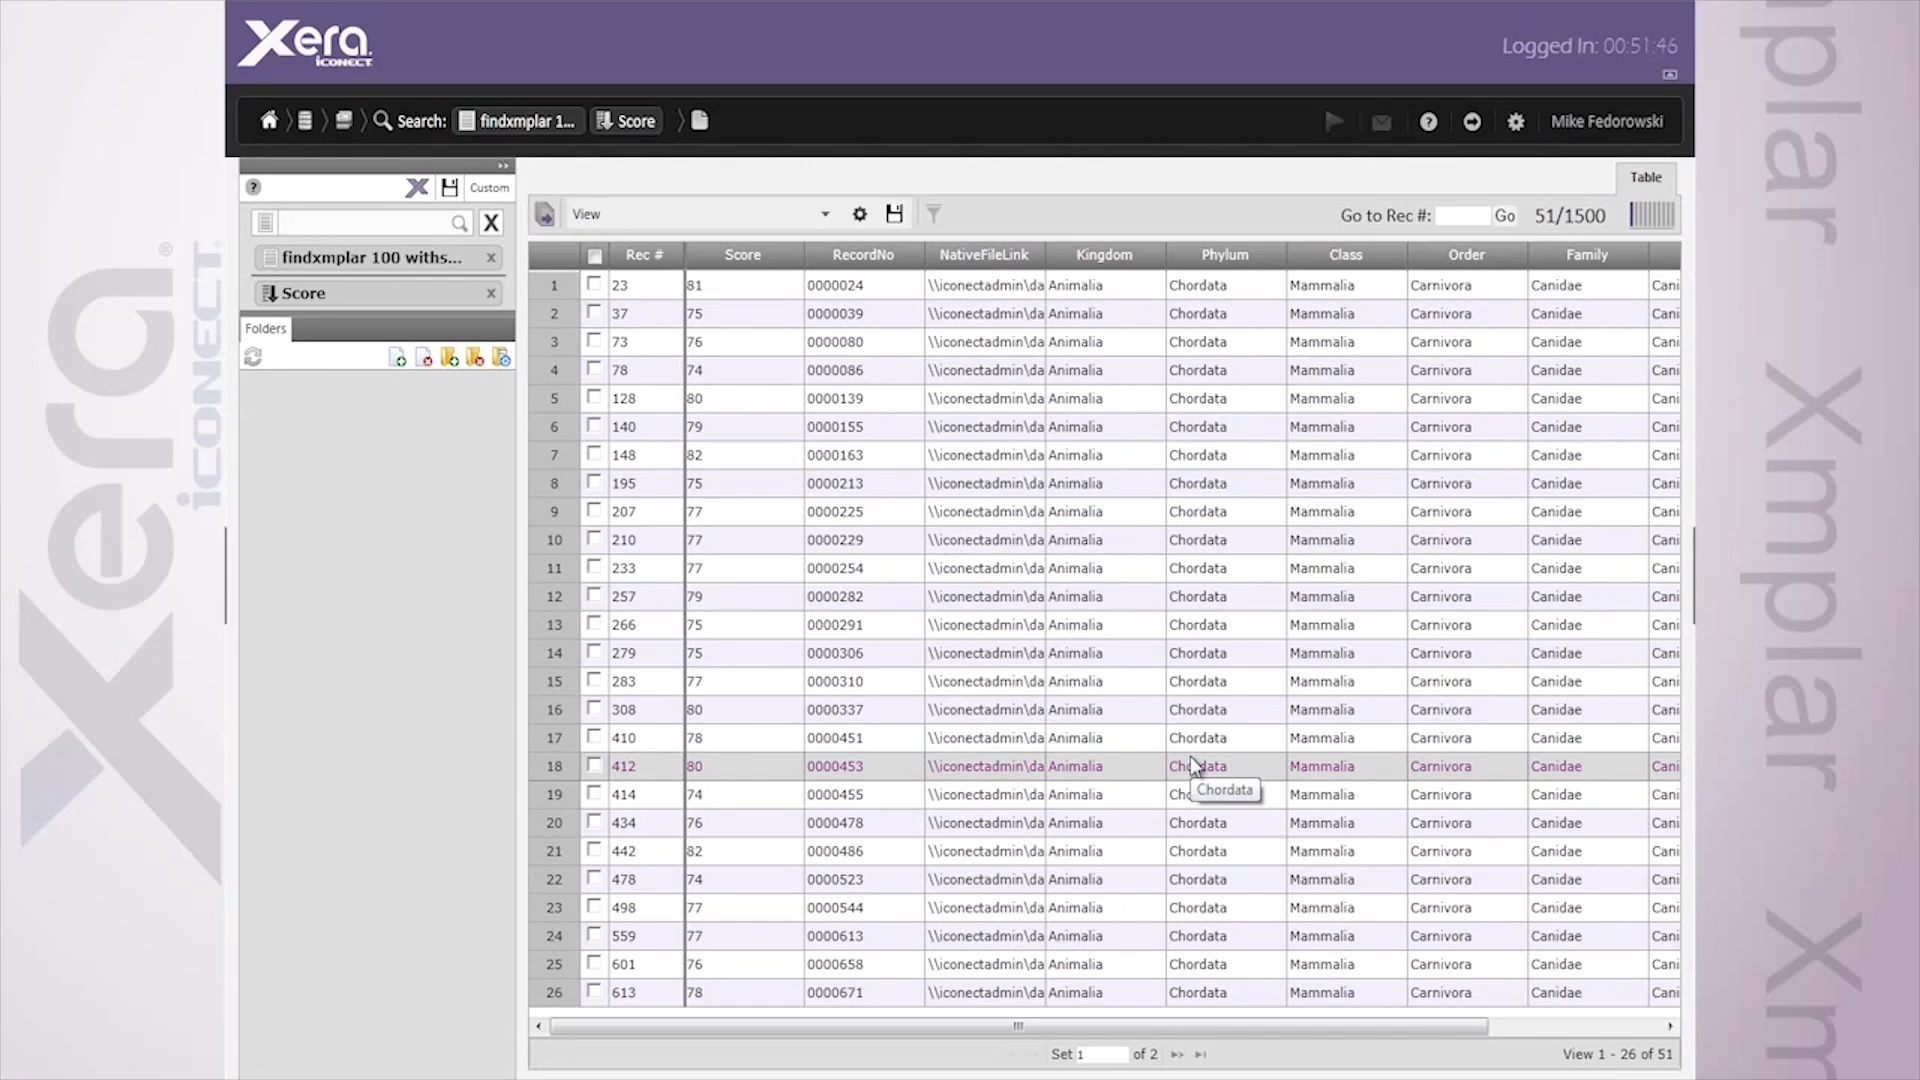 Xera
iCONECT
Logged In: 00:51:46
Search: findxmplar 1... Score
Mike Fedorowski
Custom
findxmplar 100 withs... x
Score x
Folders
Table
View
Go to Rec #: Go 51/1500
Rec # Score RecordNo NativeFileLink Kingdom Phylum Class Order Family
1 23 81 0000024 \\iconectadmin\da Animalia Chordata Mammalia Carnivora Canidae Cani
2 37 75 0000039 \\iconectadmin\da Animalia Chordata Mammalia Carnivora Canidae Cani
3 73 76 0000080 \\iconectadmin\da Animalia Chordata Mammalia Carnivora Canidae Cani
4 78 74 0000086 \\iconectadmin\da Animalia Chordata Mammalia Carnivora Canidae Cani
5 128 80 0000139 \\iconectadmin\da Animalia Chordata Mammalia Carnivora Canidae Cani
6 140 79 0000155 \\iconectadmin\da Animalia Chordata Mammalia Carnivora Canidae Cani
7 148 82 0000163 \\iconectadmin\da Animalia Chordata Mammalia Carnivora Canidae Cani
8 195 75 0000213 \\iconectadmin\da Animalia Chordata Mammalia Carnivora Canidae Cani
9 207 77 0000225 \\iconectadmin\da Animalia Chordata Mammalia Carnivora Canidae Cani
10 210 77 0000229 \\iconectadmin\da Animalia Chordata Mammalia Carnivora Canidae Cani
11 233 77 0000254 \\iconectadmin\da Animalia Chordata Mammalia Carnivora Canidae Cani
12 257 79 0000282 \\iconectadmin\da Animalia Chordata Mammalia Carnivora Canidae Cani
13 266 75 0000291 \\iconectadmin\da Animalia Chordata Mammalia Carnivora Canidae Cani
14 279 75 0000306 \\iconectadmin\da Animalia Chordata Mammalia Carnivora Canidae Cani
15 283 77 0000310 \\iconectadmin\da Animalia Chordata Mammalia Carnivora Canidae Cani
16 308 80 0000337 \\iconectadmin\da Animalia Chordata Mammalia Carnivora Canidae Cani
17 410 78 0000451 \\iconectadmin\da Animalia Chordata Mammalia Carnivora Canidae Cani
18 412 80 0000453 \\iconectadmin\da Animalia Chordata Mammalia Carnivora Canidae Cani
Chordata
19 414 74 0000455 \\iconectadmin\da Animalia Chordata Mammalia Carnivora Canidae Cani
20 434 76 0000478 \\iconectadmin\da Animalia Chordata Mammalia Carnivora Canidae Cani
21 442 82 0000486 \\iconectadmin\da Animalia Chordata Mammalia Carnivora Canidae Cani
22 478 74 0000523 \\iconectadmin\da Animalia Chordata Mammalia Carnivora Canidae Cani
23 498 77 0000544 \\iconectadmin\da Animalia Chordata Mammalia Carnivora Canidae Cani
24 559 77 0000613 \\iconectadmin\da Animalia Chordata Mammalia Carnivora Canidae Cani
25 601 76 0000658 \\iconectadmin\da Animalia Chordata Mammalia Carnivora Canidae Cani
26 613 78 0000671 \\iconectadmin\da Animalia Chordata Mammalia Carnivora Canidae Cani
Set 1 of 2
View 1 - 26 of 51
Xera®
iCONECT
mplar
Xmplar
Xm